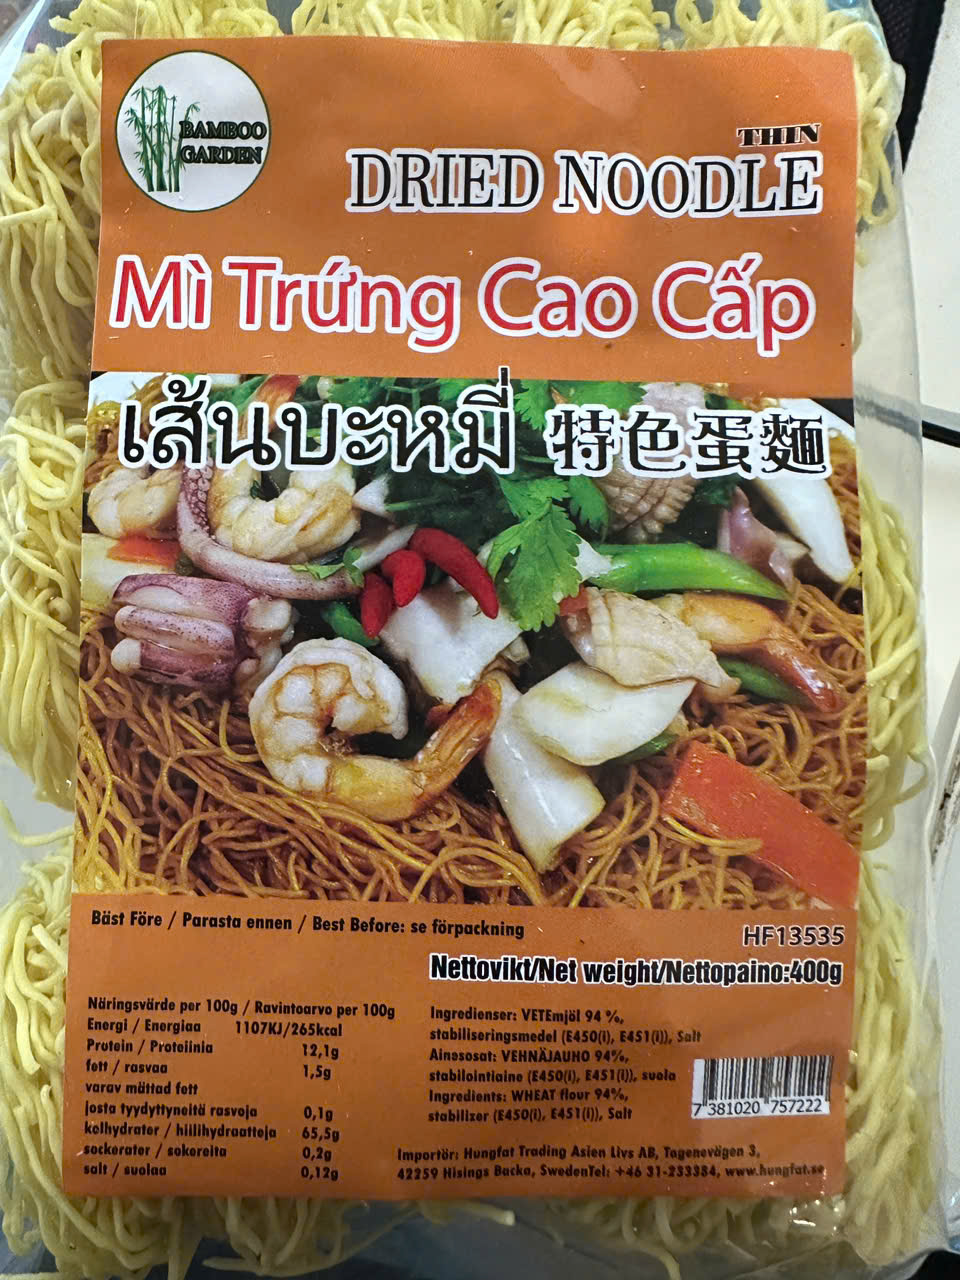 BAMBOO
GARDEN
THIN
DRIED NOODLE
Mì Trứng Cao Cấp
เส้นบะหมี่ 特色蛋麵
Bäst Före / Parasta ennen / Best Before: se förpackning
HF13535
Nettovikt/Net weight/Nettopaino:400g
Näringsvärde per 100g / Ravintoarvo per 100g
Energi / Energiaa 1107KJ/265kcal
Protein / Proteiinia 12,1g
fett / rasvaa 1,5g
varav mättad fett
josta tyydyttyneitä rasvoja 0,1g
kolhydrater / hiilihydraatteja 65,5g
sockerater / sokereita 0,2g
salt / suolaa 0,12g
Ingredienser: VETEmjöl 94 %,
stabiliseringsmedel (E450(i), E451(i)), Salt
Ainesosat: VEHNÄJAUHO 94%,
stabilointiaine (E450(i), E451(i)), suola
Ingredients: WHEAT flour 94%,
stabilizer (E450(i), E451(i)), Salt
7 381020 757222
Importör: Hungfat Trading Asien Livs AB, Tagenevägen 3,
42259 Hisings Backa, SwedenTel: +46 31-233384, www.hungfat.se